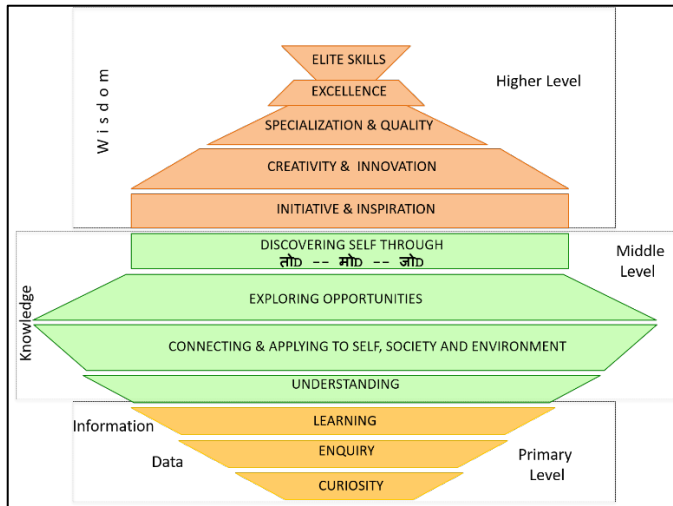 ELITE SKILLS
Higher Level
EXCELLENCE
Wisdom
SPECIALIZATION & QUALITY
CREATIVITY & INNOVATION
INITIATIVE & INSPIRATION
DISCOVERING SELF THROUGH
तोD -- मोD -- जोD
Middle
Level
EXPLORING OPPORTUNITIES
Knowledge
CONNECTING & APPLYING TO SELF, SOCIETY AND ENVIRONMENT
UNDERSTANDING
Information
LEARNING
Data
ENQUIRY
Primary
Level
CURIOSITY